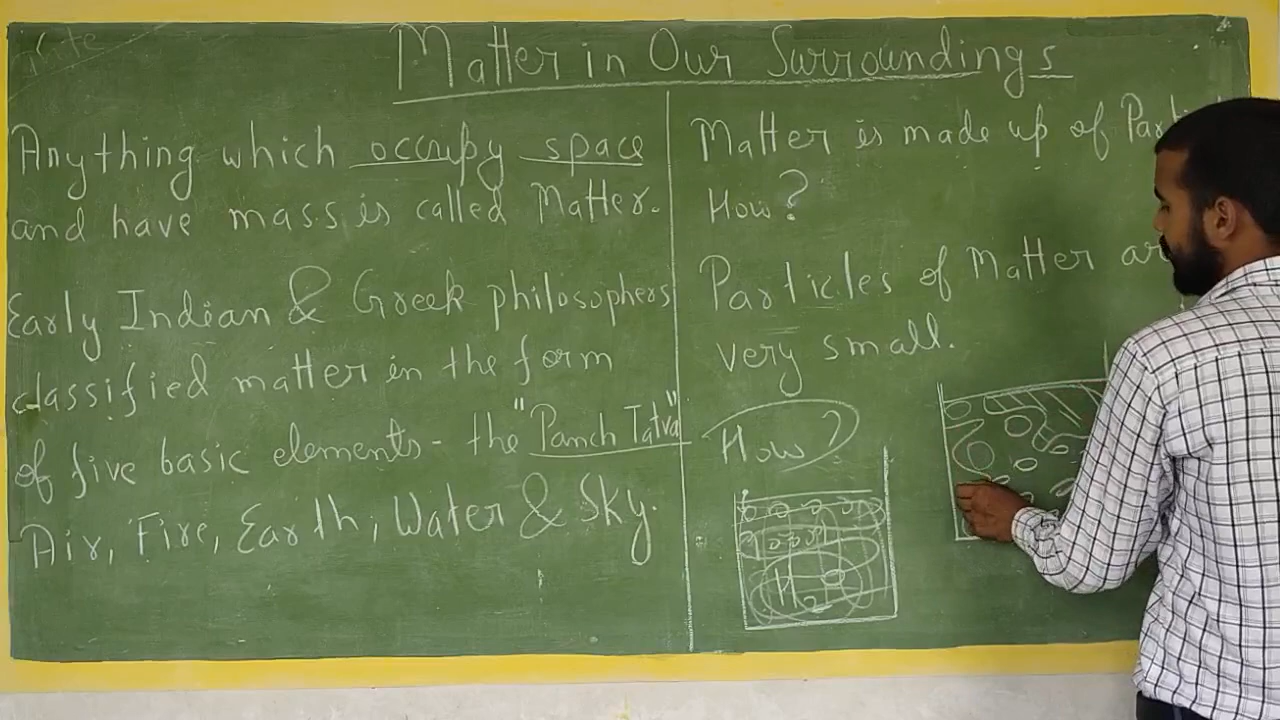 Matter in Our Surroundings
Anything which occupy space
and have mass is called Matter.
Early Indian & Greek philosophers
classified matter in the form
of five basic elements - the "Panch Tatva"
Air, Fire, Earth, Water & Sky.
Matter is made up of
How?
Particles of Matter
very small.
How?
H2O